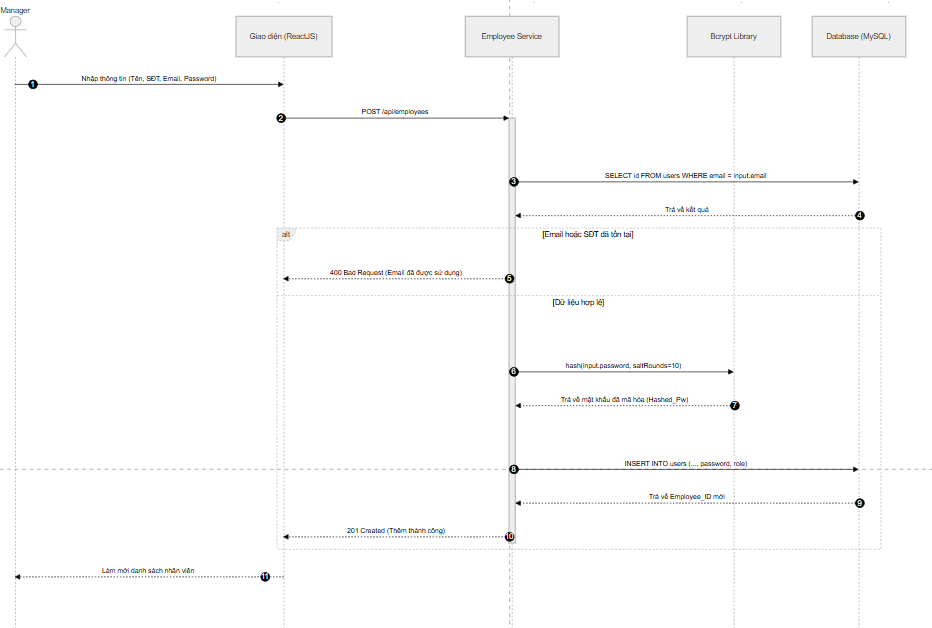 Manager
Giao diện (ReactJS)
Employee Service
Bcrypt Library
Database (MySQL)
1
Nhập thông tin (Tên, SĐT, Email, Password)
2
POST /api/employees
3
SELECT id FROM users WHERE email = input.email
Trả về kết quả
4
alt
[Email hoặc SĐT đã tồn tại]
400 Bad Request (Email đã được sử dụng)
5
[Dữ liệu hợp lệ]
6
hash(input.password, saltRounds=10)
Trả về mật khẩu đã mã hóa (Hashed_Pw)
7
8
INSERT INTO users (..., password, role)
Trả về Employee_ID mới
9
201 Created (Thêm thành công)
10
Làm mới danh sách nhân viên
11